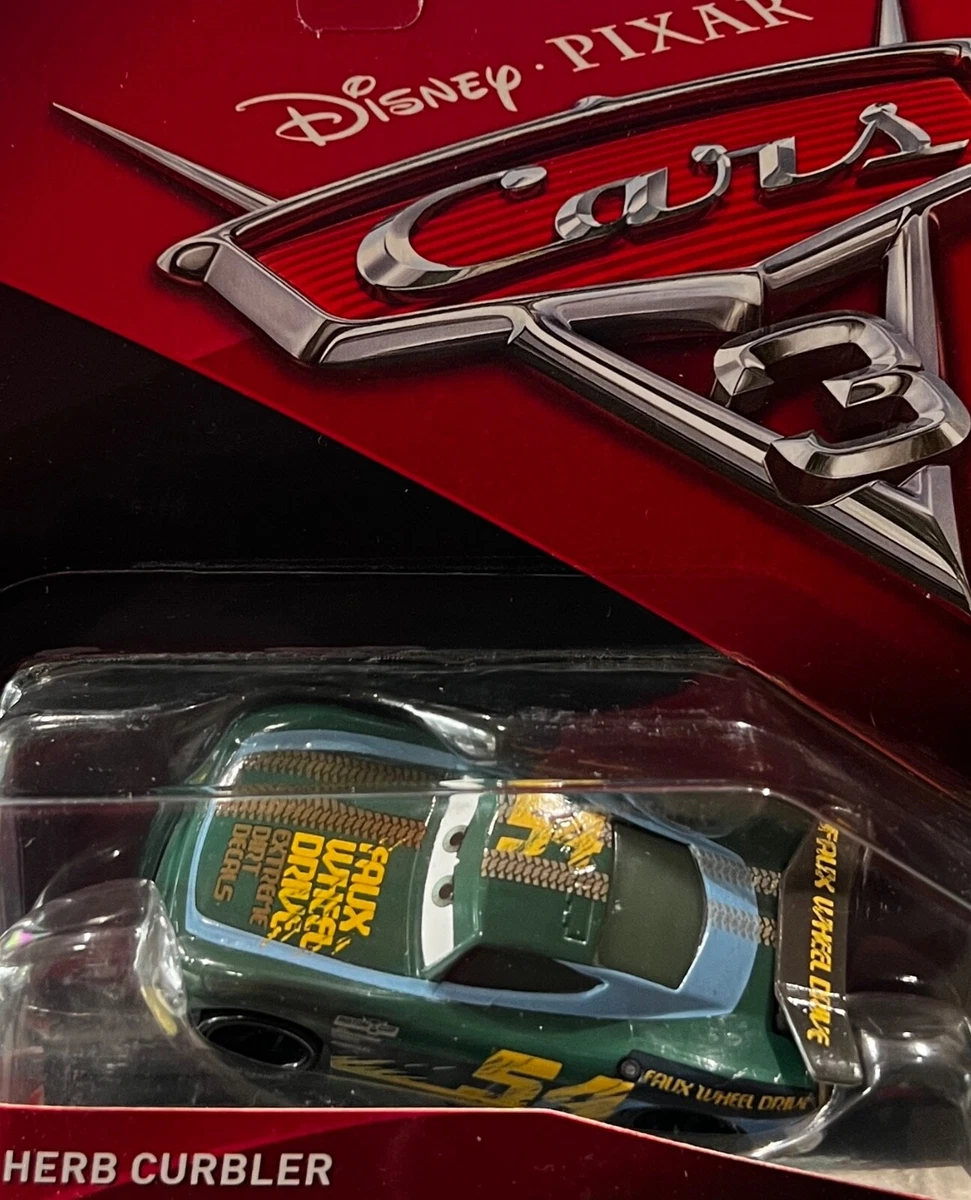 DISNEY · PIXAR
Cars
3
FAUX
WHEEL
DRIVE
EXTREME
DIRT
DECALS
54
FAUX WHEEL DRIVE
FAUX WHEEL DRIVE
54
HERB CURBLER